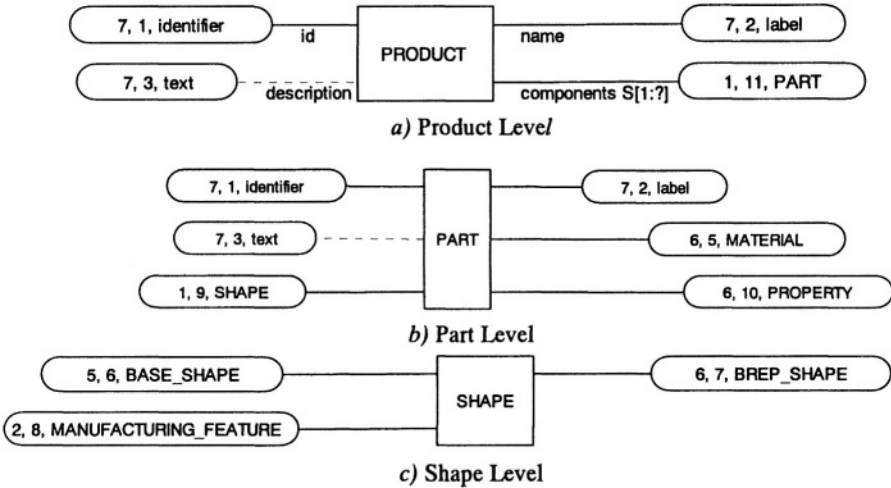 7, 1, identifier id PRODUCT name 7, 2, label
7, 3, text description components S[1:?] 1, 11, PART
a) Product Level
7, 1, identifier 7, 2, label
7, 3, text PART 6, 5, MATERIAL
1, 9, SHAPE 6, 10, PROPERTY
b) Part Level
5, 6, BASE_SHAPE 6, 7, BREP_SHAPE
SHAPE
2, 8, MANUFACTURING_FEATURE
c) Shape Level